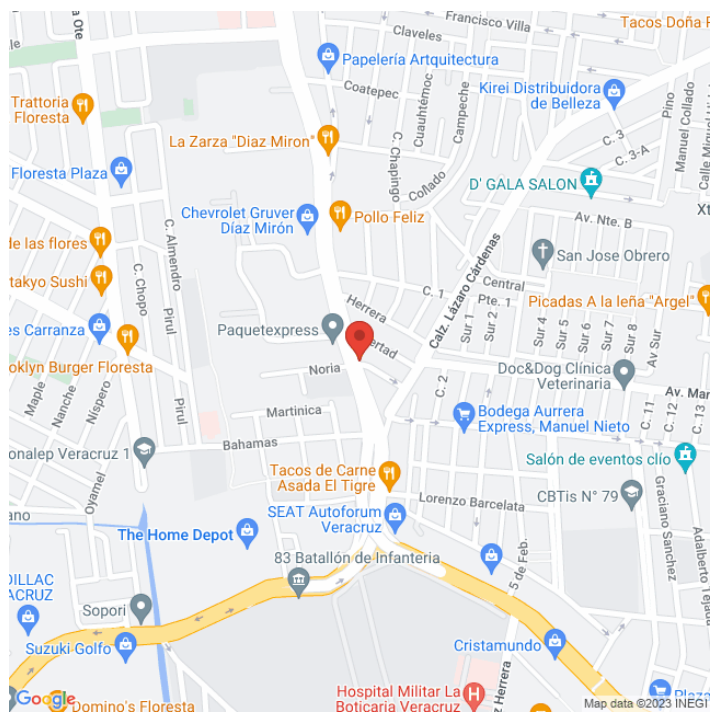 Francisco Villa
Claveles
Tacos Doña
a Ote
Papelería Artquitectura
Coatepec
Kirei Distribuidora
de Belleza
Trattoria
Floresta
Cuauhtémoc
Campeche
Pino
Manuel Collado
La Zarza "Diaz Miron"
C. Chapingo
C. 3
C. 3-A
Floresta Plaza
Collado
D' GALA SALON
Chevrolet Gruver
Díaz Mirón
Pollo Feliz
Av. Nte. B
C. Almendro
de las flores
San Jose Obrero
takyo Sushi
C. Chopo
Pirul
C. 1
Central
Pte. 1
Calz. Lázaro Cárdenas
Herrera
Picadas A la leña "Argel"
es Carranza
Paquetexpress
Sur 1
Sur 2
Sur 4
Sur 5
Sur 6
Sur 7
Sur 8
Av Sur
oklyn Burger Floresta
Noria
Doc&Dog Clínica
Veterinaria
Maple
Nanche
Níspero
Pirul
C. 2
Martinica
Bodega Aurrera
Express, Manuel Nieto
C. 11
C. 12
C. 13
Bahamas
onalep Veracruz 1
Oyamel
Tacos de Carne
Asada El Tigre
Salón de eventos clío
CBTis N° 79
Lorenzo Barcelata
Graciano Sanchez
ano
SEAT Autoforum
Veracruz
The Home Depot
83 Batallón de Infanteria
5 de Feb.
Adalberto Tejada
Sopori
Suzuki Golfo
Cristamundo
z Herrera
Hospital Militar La
Boticaria Veracruz
Plaza
Google
Domino's Floresta
Map data ©2023 INEGI